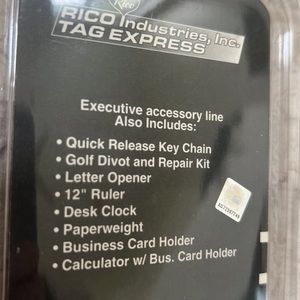 Rico
RICO Industries, Inc.
TAG EXPRESS
Executive accessory line
Also Includes:
• Quick Release Key Chain
• Golf Divot and Repair Kit
• Letter Opener
• 12" Ruler
• Desk Clock
• Paperweight
• Business Card Holder
• Calculator w/ Bus. Card Holder